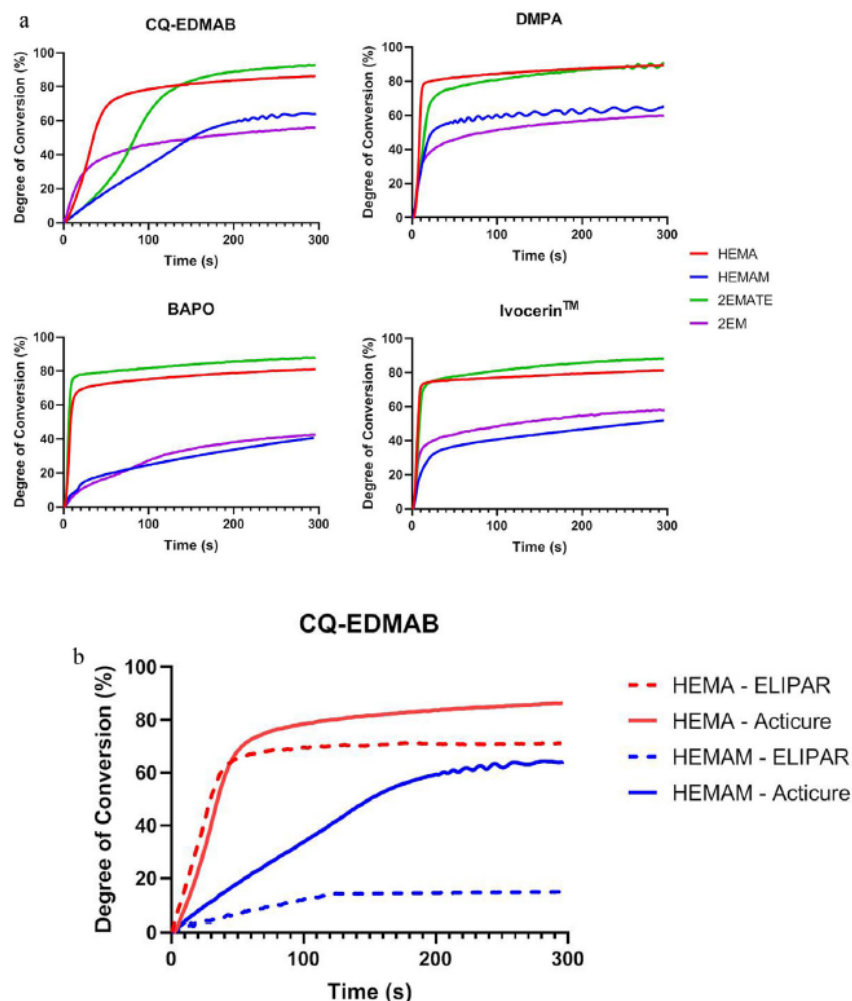 a
CQ-EDMAB
Degree of Conversion (%)
100
80
60
40
20
0
0 100 200 300
Time (s)
DMPA
Degree of Conversion (%)
100
80
60
40
20
0
0 100 200 300
Time (s)
HEMA
HEMAM
2EMATE
2EM
BAPO
Degree of Conversion (%)
100
80
60
40
20
0
0 100 200 300
Time (s)
Ivocerin™
Degree of Conversion (%)
100
80
60
40
20
0
0 100 200 300
Time (s)
b
CQ-EDMAB
Degree of Conversion (%)
100
80
60
40
20
0
0 100 200 300
Time (s)
HEMA - ELIPAR
HEMA - Acticure
HEMAM - ELIPAR
HEMAM - Acticure